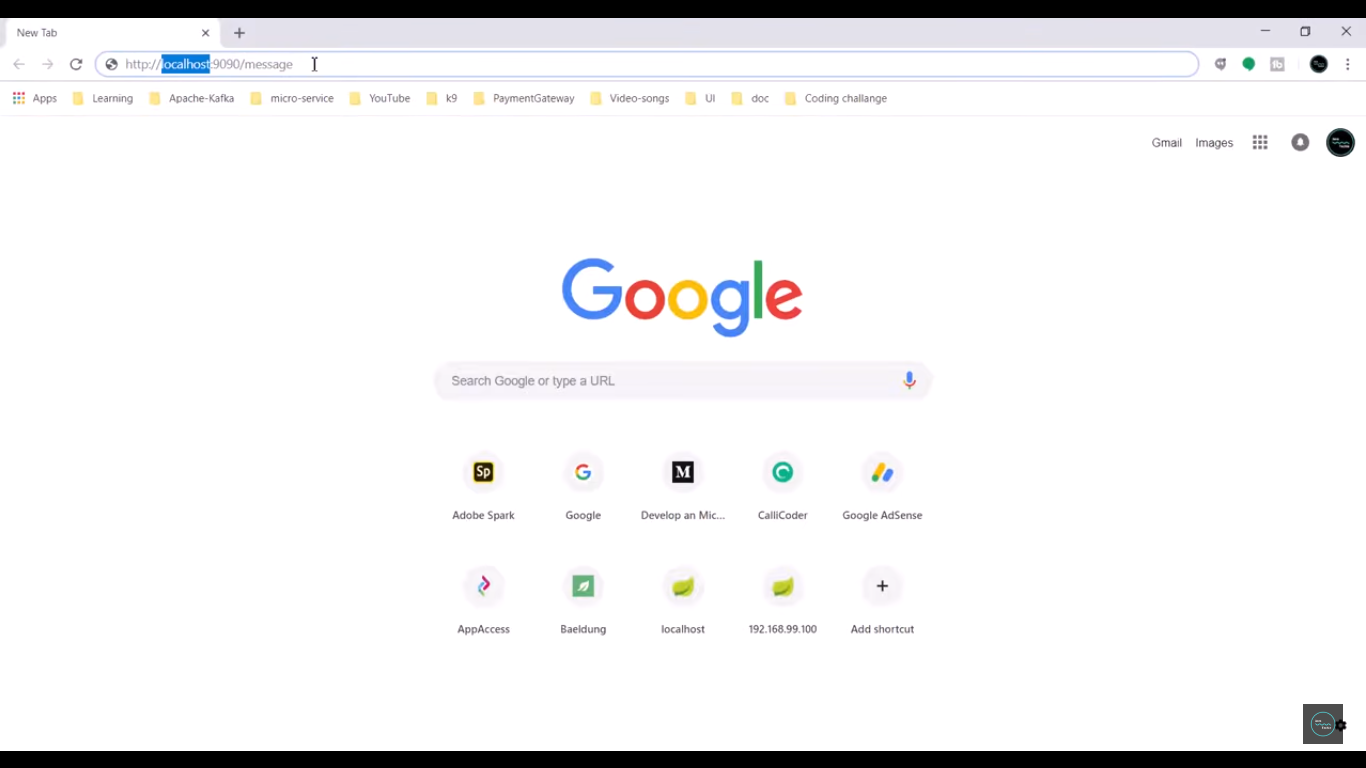 New Tab
http://localhost:9090/message
Apps Learning Apache-Kafka micro-service YouTube k9 PaymentGateway Video-songs UI doc Coding challange
Gmail Images
Google
Search Google or type a URL
Sp M
Adobe Spark Google Develop an Mic... CalliCoder Google AdSense
AppAccess Baeldung localhost 192.168.99.100 Add shortcut